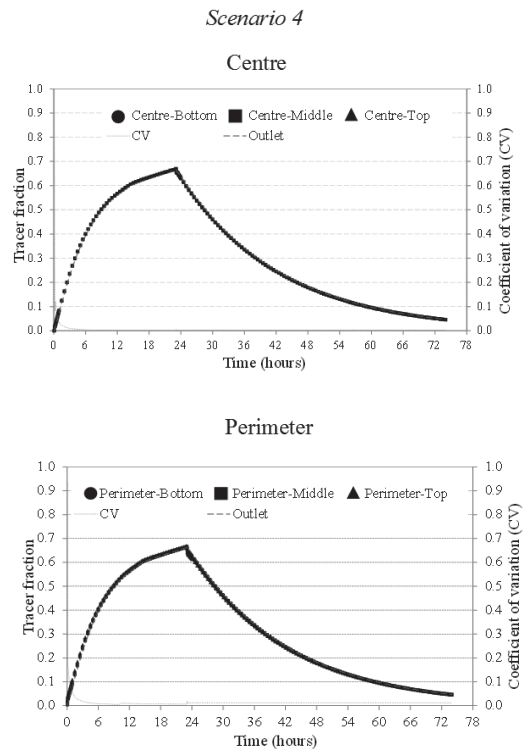 Scenario 4
Centre
1.0 1.0
0.9 0.9
Centre-Bottom Centre-Middle Centre-Top
0.8 0.8
CV Outlet
0.7 0.7
0.6 0.6
0.5 0.5
0.4 0.4
0.3 0.3
0.2 0.2
0.1 0.1
0.0 0.0
Tracer fraction
Coefficient of variation (CV)
0 6 12 18 24 30 36 42 48 54 60 66 72 78
Time (hours)
Perimeter
1.0 1.0
0.9 0.9
Perimeter-Bottom Perimeter-Middle Perimeter-Top
0.8 0.8
CV Outlet
0.7 0.7
0.6 0.6
0.5 0.5
0.4 0.4
0.3 0.3
0.2 0.2
0.1 0.1
0.0 0.0
Tracer fraction
Coefficient of variation (CV)
0 6 12 18 24 30 36 42 48 54 60 66 72 78
Time (hours)